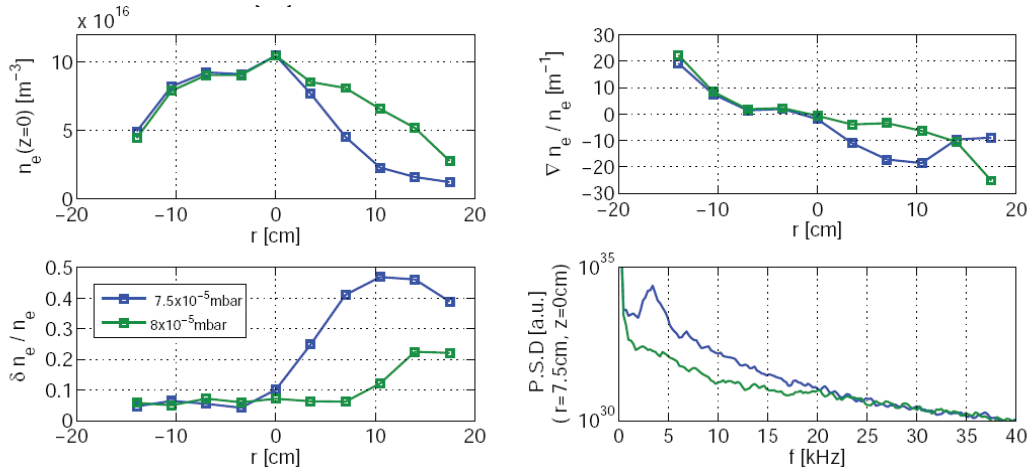 x 10^16
n_e(z=0) [m^-3]
10
5
0
−20 −10 0 10 20
r [cm]
∇ n_e / n_e [m^-1]
30
20
10
0
−10
−20
−30
−20 −10 0 10 20
r [cm]
δ n_e / n_e
0.5
0.4
0.3
0.2
0.1
0
7.5x10^-5mbar
8x10^-5mbar
−20 −10 0 10 20
r [cm]
P.S.D [a.u.]
( r=7.5cm, z=0cm)
10^35
10^30
0 5 10 15 20 25 30 35 40
f [kHz]